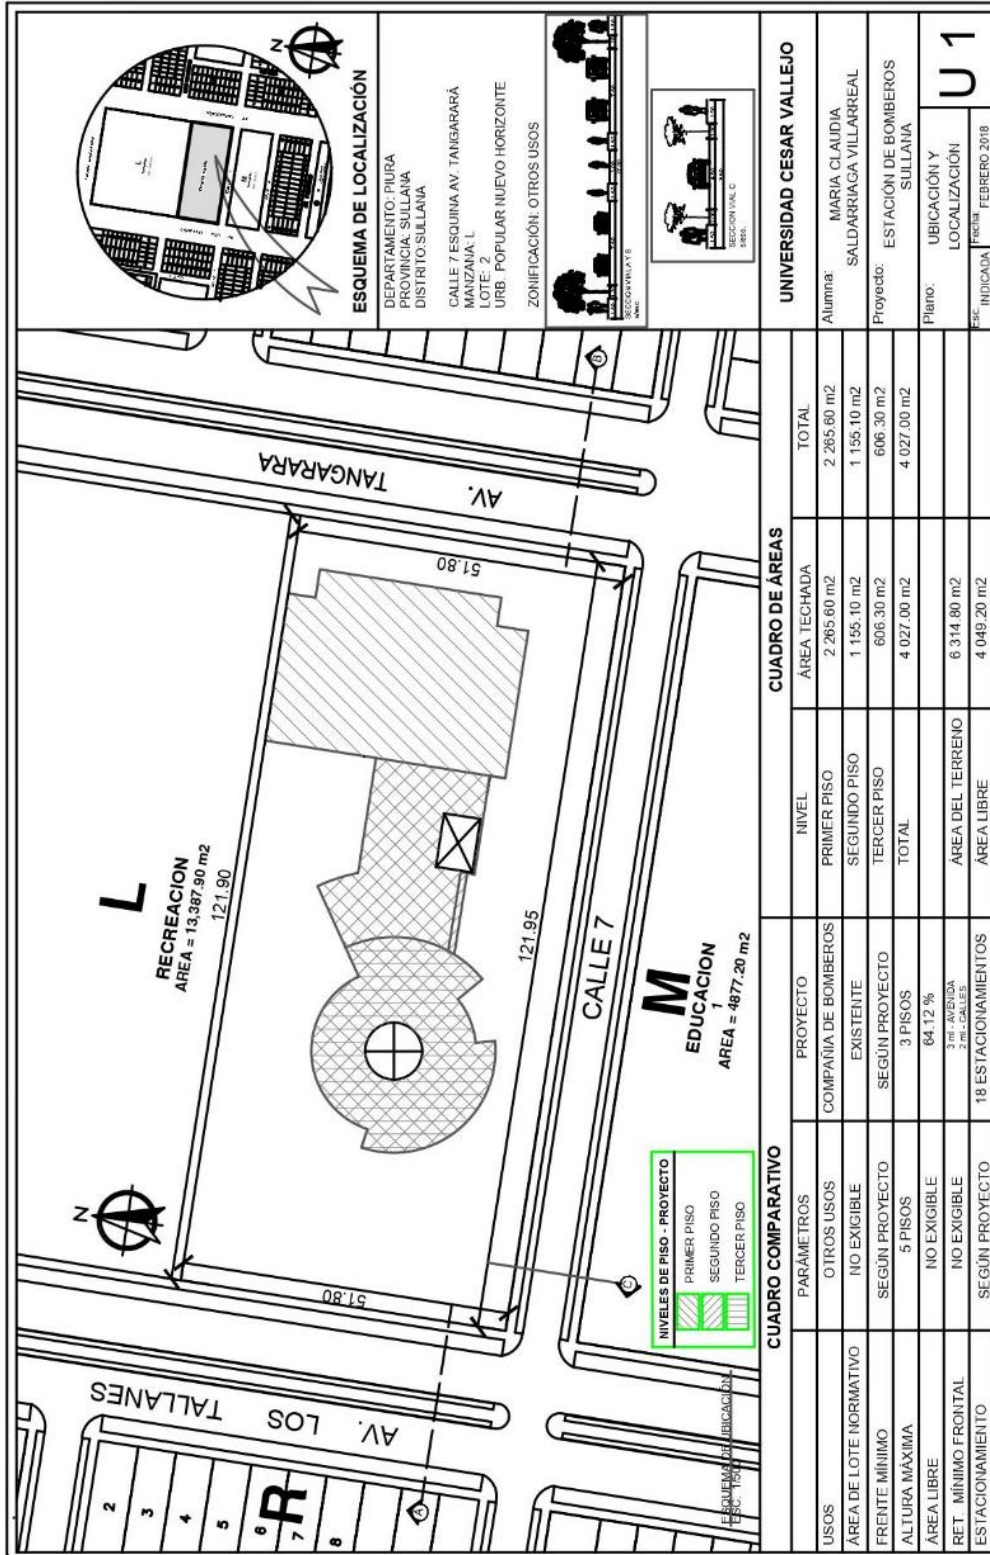 L
RECREACION
AREA = 13,387.90 m2
121.90
N
51.80
51.80
121.95
AV. TANGARARA
AV. LOS TALLANES
CALLE 7
M
EDUCACION
1
AREA = 4877.20 m2
R
2
3
4
5
6
7
8
A
B
C
NIVELES DE PISO - PROYECTO
PRIMER PISO
SEGUNDO PISO
TERCER PISO
ESQUEMA DE UBICACIÓN
N
ESQUEMA DE LOCALIZACIÓN
DEPARTAMENTO: PIURA
PROVINCIA: SULLANA
DISTRITO:SULLANA
CALLE 7 ESQUINA AV. TANGARARÁ
MANZANA: L
LOTE: 2
URB. POPULAR NUEVO HORIZONTE
ZONIFICACIÓN: OTROS USOS
SECCION VIAL A Y B
SECCION VIAL C
CUADRO COMPARATIVO
PARÁMETROS PROYECTO
USOS OTROS USOS COMPAÑIA DE BOMBEROS
ÁREA DE LOTE NORMATIVO NO EXIGIBLE EXISTENTE
FRENTE MÍNIMO SEGÚN PROYECTO SEGÚN PROYECTO
ALTURA MÁXIMA 5 PISOS 3 PISOS
ÁREA LIBRE NO EXIGIBLE 64.12 %
RET. MÍNIMO FRONTAL NO EXIGIBLE 3 ml - AVENIDA
2 ml - CALLES
ESTACIONAMIENTO SEGÚN PROYECTO 18 ESTACIONAMIENTOS
CUADRO DE ÁREAS
NIVEL ÁREA TECHADA TOTAL
PRIMER PISO 2 265.60 m2 2 265.60 m2
SEGUNDO PISO 1 155.10 m2 1 155.10 m2
TERCER PISO 606.30 m2 606.30 m2
TOTAL 4 027.00 m2 4 027.00 m2
ÁREA DEL TERRENO 6 314.80 m2
ÁREA LIBRE 4 049.20 m2
UNIVERSIDAD CESAR VALLEJO
Alumna: MARIA CLAUDIA
SALDARRIAGA VILLARREAL
Proyecto: ESTACIÓN DE BOMBEROS
SULLANA
Plano: UBICACIÓN Y
LOCALIZACIÓN
U 1
Esc. INDICADA
Fecha: FEBRERO 2018